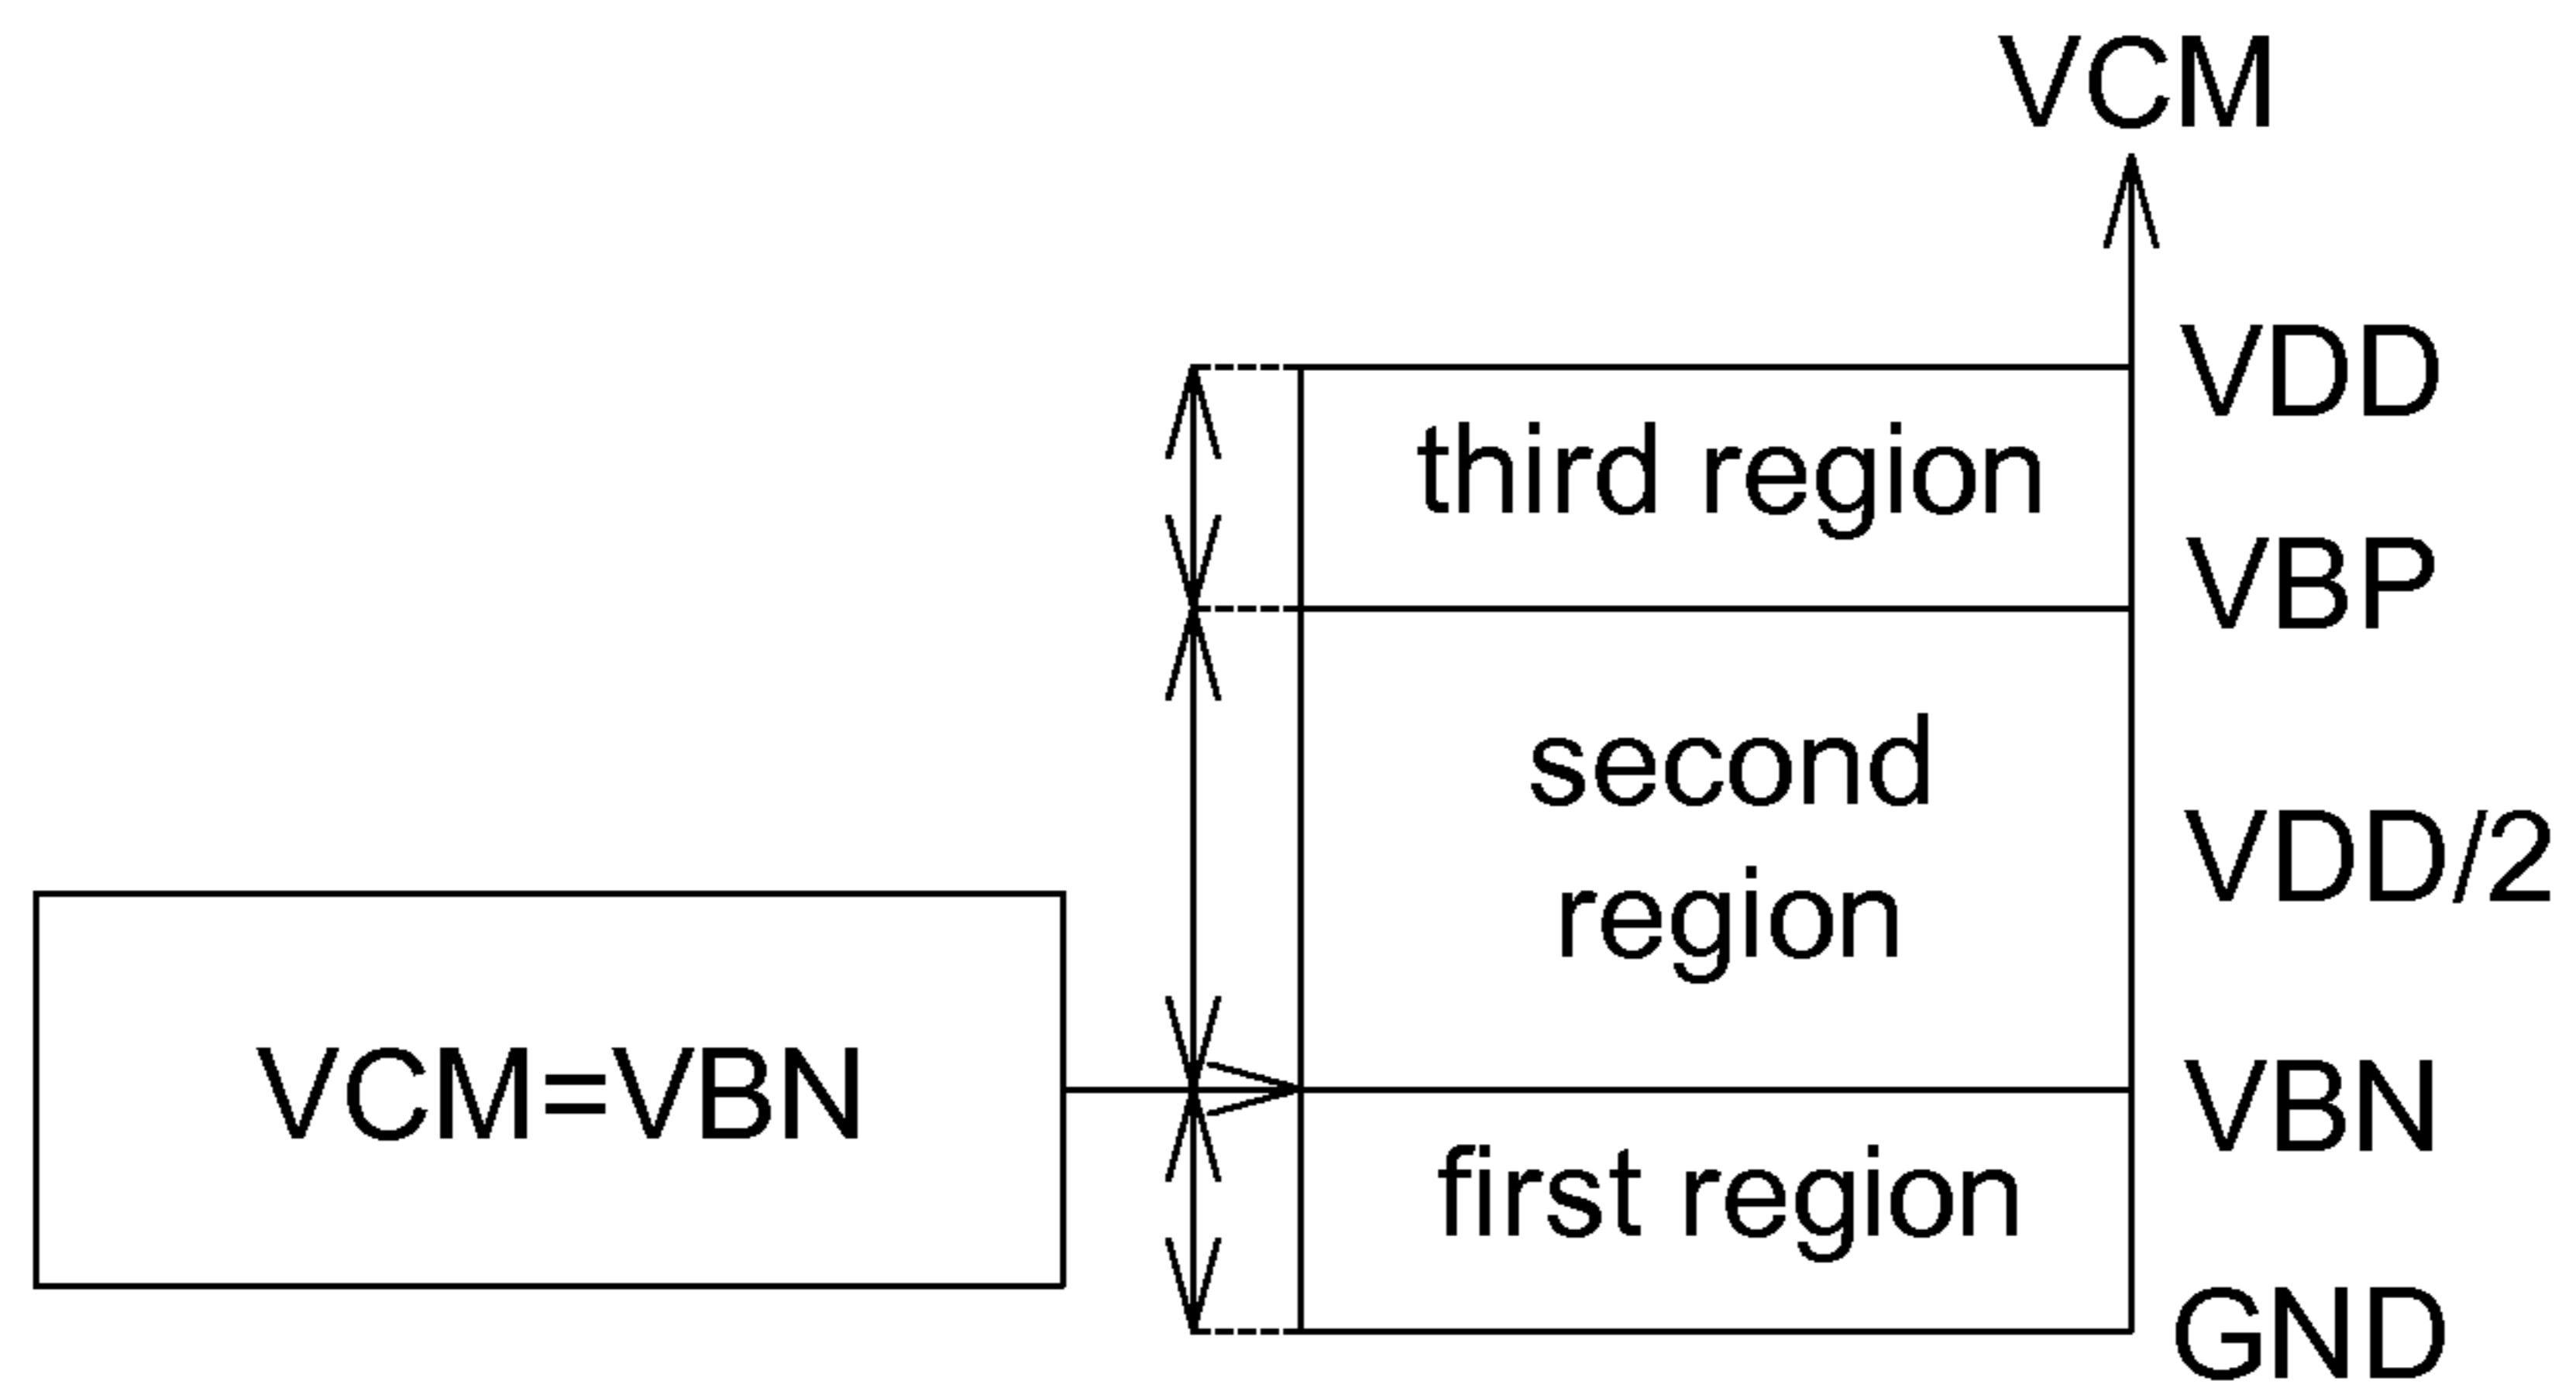 VCM
VDD
third region
VBP
second
region
VDD/2
VCM=VBN
VBN
first region
GND